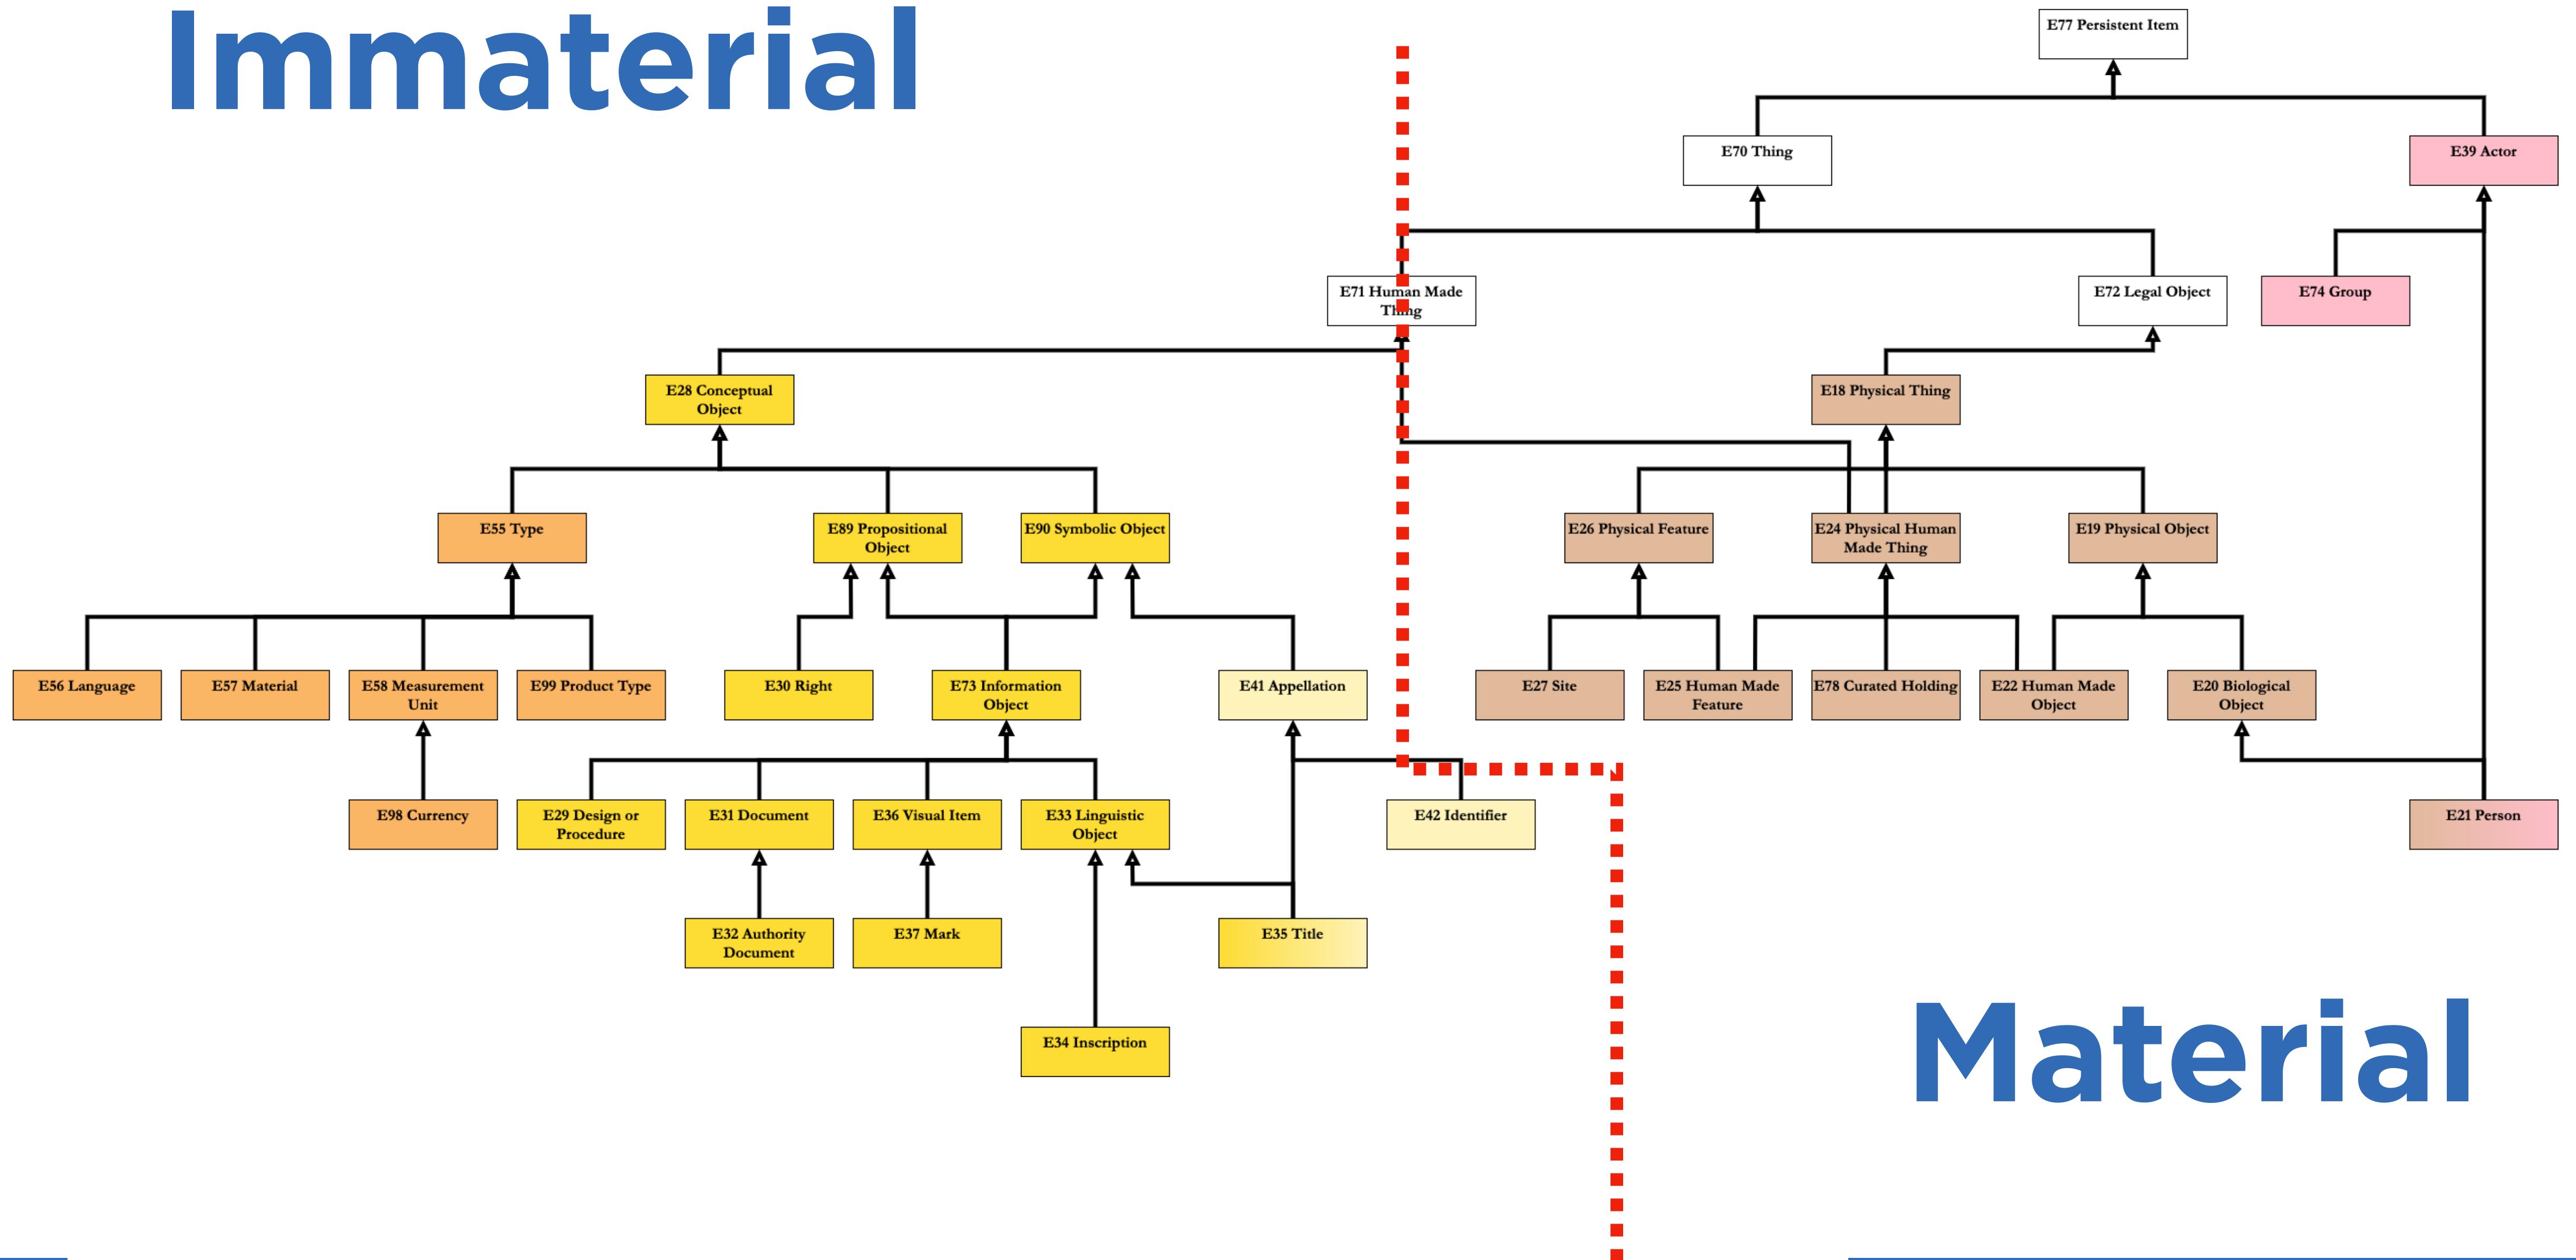 Immaterial
E77 Persistent Item
E70 Thing
E39 Actor
E71 Human Made
Thing
E72 Legal Object
E74 Group
E28 Conceptual
Object
E18 Physical Thing
E55 Type
E89 Propositional
Object
E90 Symbolic Object
E26 Physical Feature
E24 Physical Human
Made Thing
E19 Physical Object
E56 Language
E57 Material
E58 Measurement
Unit
E99 Product Type
E30 Right
E73 Information
Object
E41 Appellation
E27 Site
E25 Human Made
Feature
E78 Curated Holding
E22 Human Made
Object
E20 Biological
Object
E98 Currency
E29 Design or
Procedure
E31 Document
E36 Visual Item
E33 Linguistic
Object
E42 Identifier
E21 Person
E32 Authority
Document
E37 Mark
E35 Title
E34 Inscription
Material